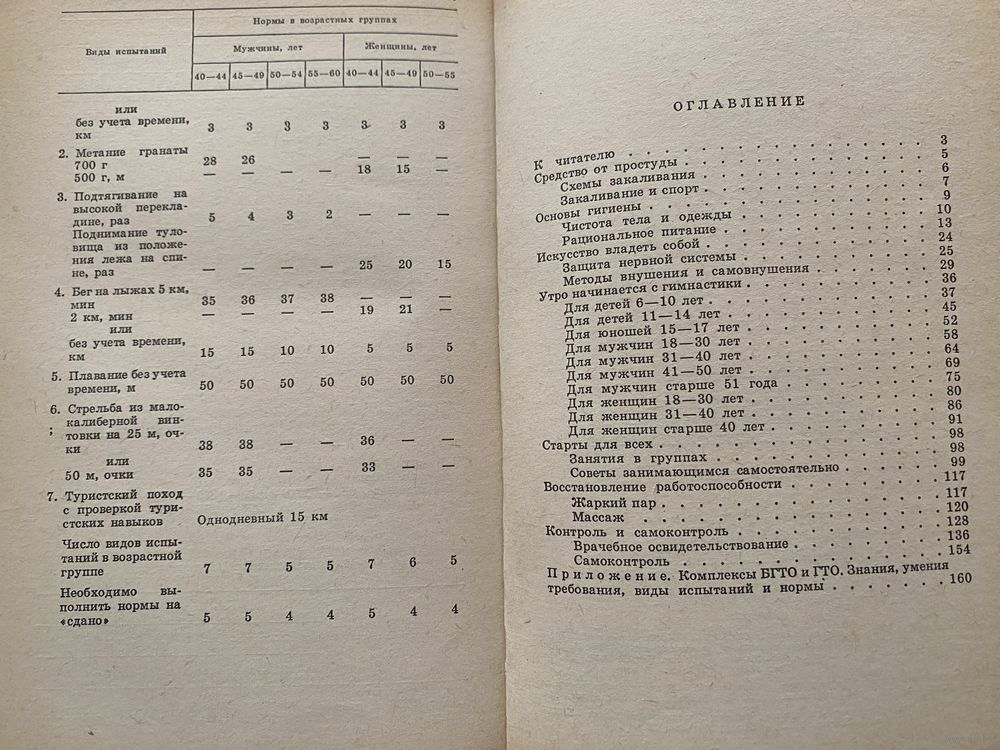 Виды испытаний
Нормы в возрастных группах
Мужчины, лет
Женщины, лет
40—44 45—49 50—54 55—60 40—44 45—49 50—55
или
без учета времени,
км 3 3 3 3 3 3 3
2. Метание гранаты
700 г 28 26 — —
500 г, м — — — — 18 15 —
3. Подтягивание на
высокой перекла-
дине, раз 5 4 3 2 — — —
Поднимание туло-
вища из положе-
ния лежа на спи-
не, раз — — — — 25 20 15
4. Бег на лыжах 5 км,
мин 35 36 37 38 — — —
2 км, мин — — — — 19 21 —
или
без учета времени,
км 15 15 10 10 5 5 5
5. Плавание без учета
времени, м 50 50 50 50 50 50 50
6. Стрельба из мало-
калиберной вин-
товки на 25 м, оч-
ки 38 38 — — 36 — —
или
50 м, очки 35 35 — — 33 — —
7. Туристский поход
с проверкой тури-
стских навыков Однодневный 15 км
Число видов испы-
таний в возрастной
группе 7 7 5 5 7 6 5
Необходимо вы-
полнить нормы на
«сдано» 5 5 4 4 5 4 4
ОГЛАВЛЕНИЕ
К читателю . . . 3
Средство от простуды . . . 5
Схемы закаливания . . . 6
Закаливание и спорт . . . 7
Основы гигиены . . . 9
Чистота тела и одежды . . . 10
Рациональное питание . . . 13
Искусство владеть собой . . . 24
Защита нервной системы . . . 25
Методы внушения и самовнушения . . . 29
Утро начинается с гимнастики . . . 36
Для детей 6—10 лет . . . 37
Для детей 11—14 лет . . . 45
Для юношей 15—17 лет . . . 52
Для мужчин 18—30 лет . . . 58
Для мужчин 31—40 лет . . . 64
Для мужчин 41—50 лет . . . 69
Для мужчин старше 51 года . . . 75
Для женщин 18—30 лет . . . 80
Для женщин 31—40 лет . . . 86
Для женщин старше 40 лет . . . 91
Старты для всех . . . 98
Занятия в группах . . . 98
Советы занимающимся самостоятельно . . . 99
Восстановление работоспособности . . . 117
Жаркий пар . . . 117
Массаж . . . 120
Контроль и самоконтроль . . . 128
Врачебное освидетельствование . . . 136
Самоконтроль . . . 154
Приложение. Комплексы БГТО и ГТО. Знания, умения
требования, виды испытаний и нормы . . . 160